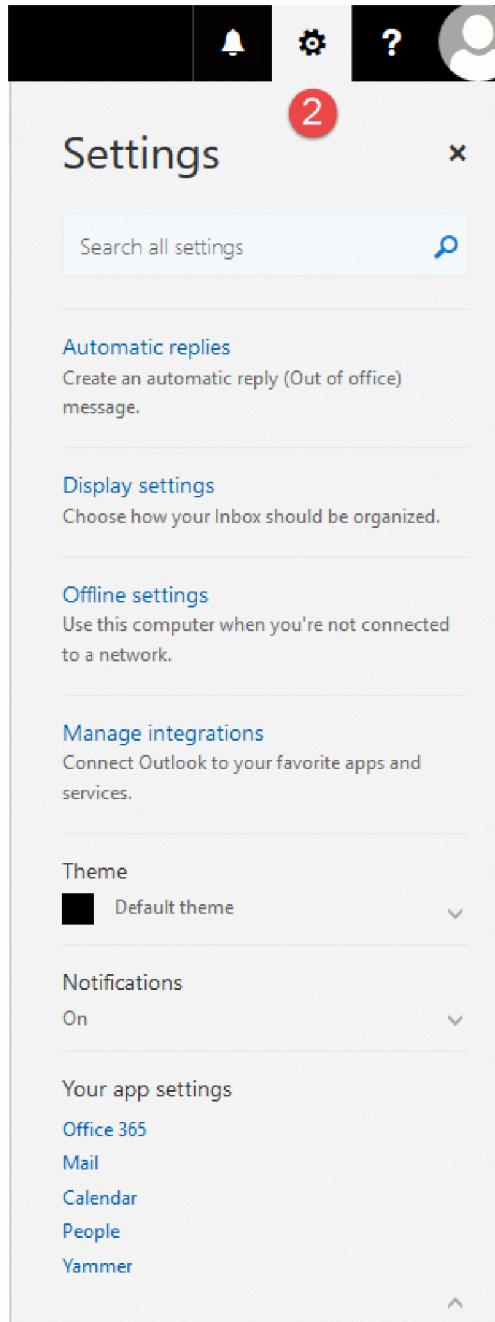 ?
2
Settings
×
Search all settings
Automatic replies
Create an automatic reply (Out of office)
message.
Display settings
Choose how your Inbox should be organized.
Offline settings
Use this computer when you're not connected
to a network.
Manage integrations
Connect Outlook to your favorite apps and
services.
Theme
Default theme
Notifications
On
Your app settings
Office 365
Mail
Calendar
People
Yammer